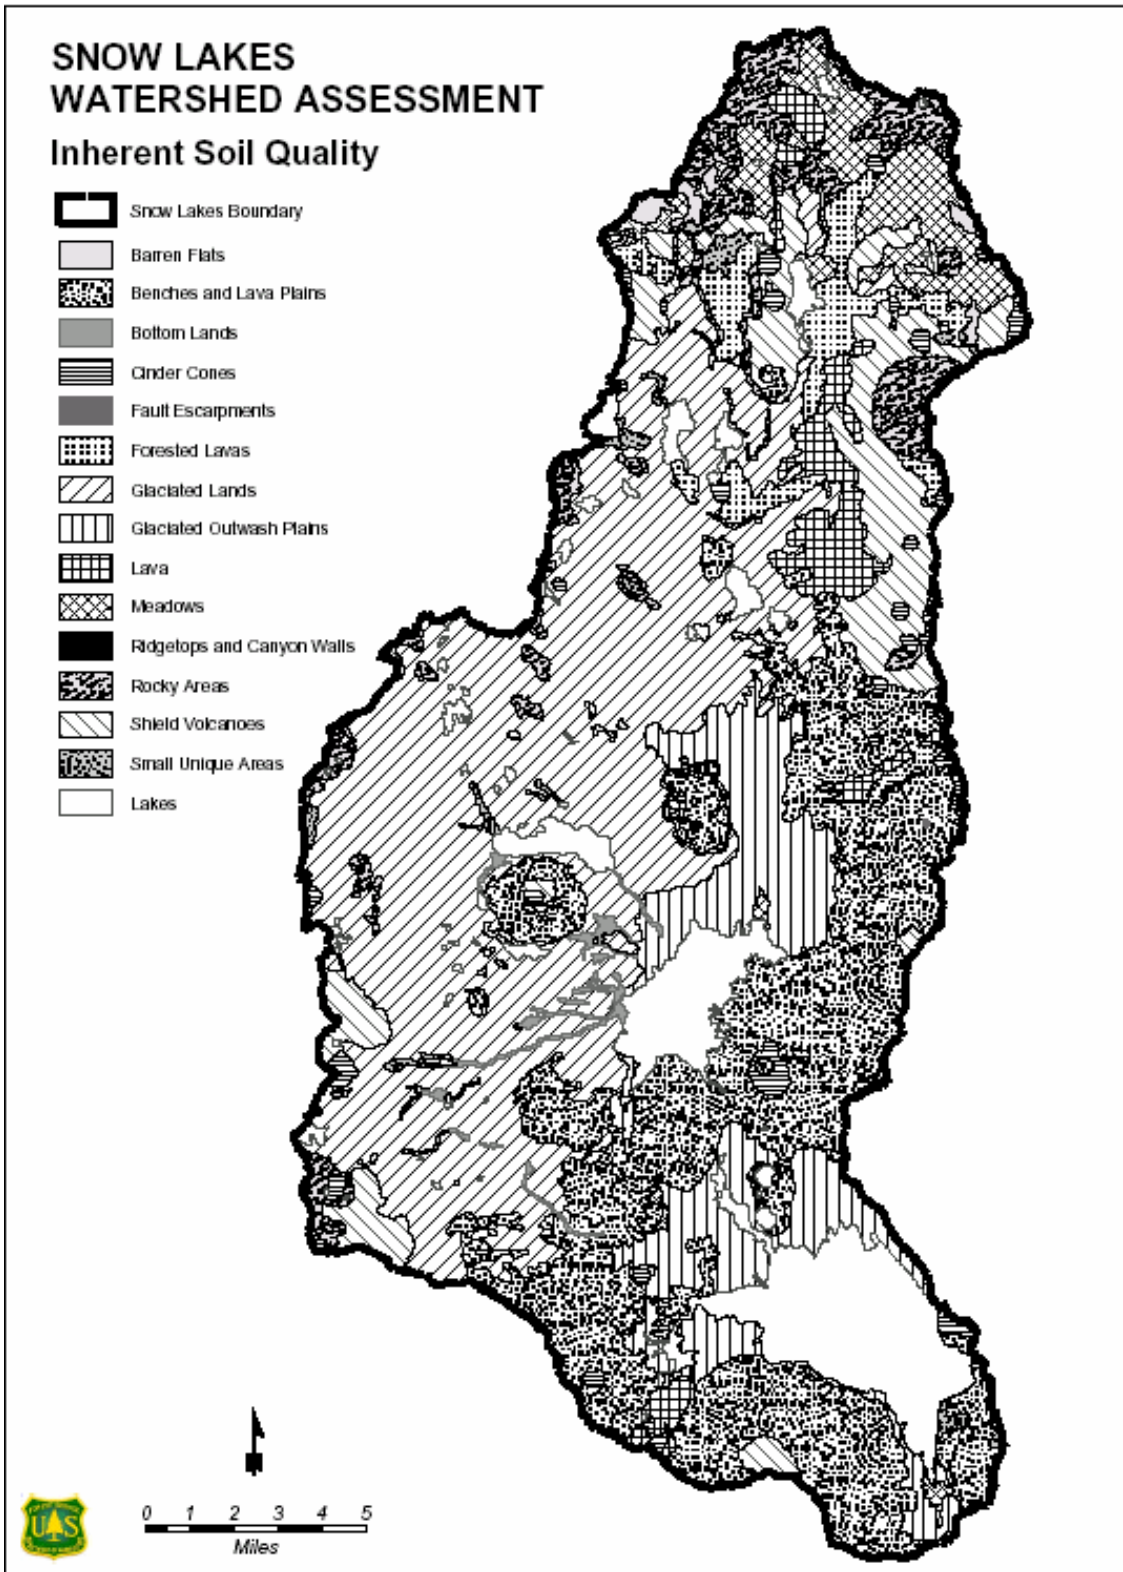 SNOW LAKES
WATERSHED ASSESSMENT
Inherent Soil Quality
Snow Lakes Boundary
Barren Flats
Benches and Lava Plains
Bottom Lands
Cinder Cones
Fault Escarpments
Forested Lavas
Glaciated Lands
Glaciated Outwash Plains
Lava
Meadows
Ridgetops and Canyon Walls
Rocky Areas
Shield Volcanoes
Small Unique Areas
Lakes
0 1 2 3 4 5
Miles
U S